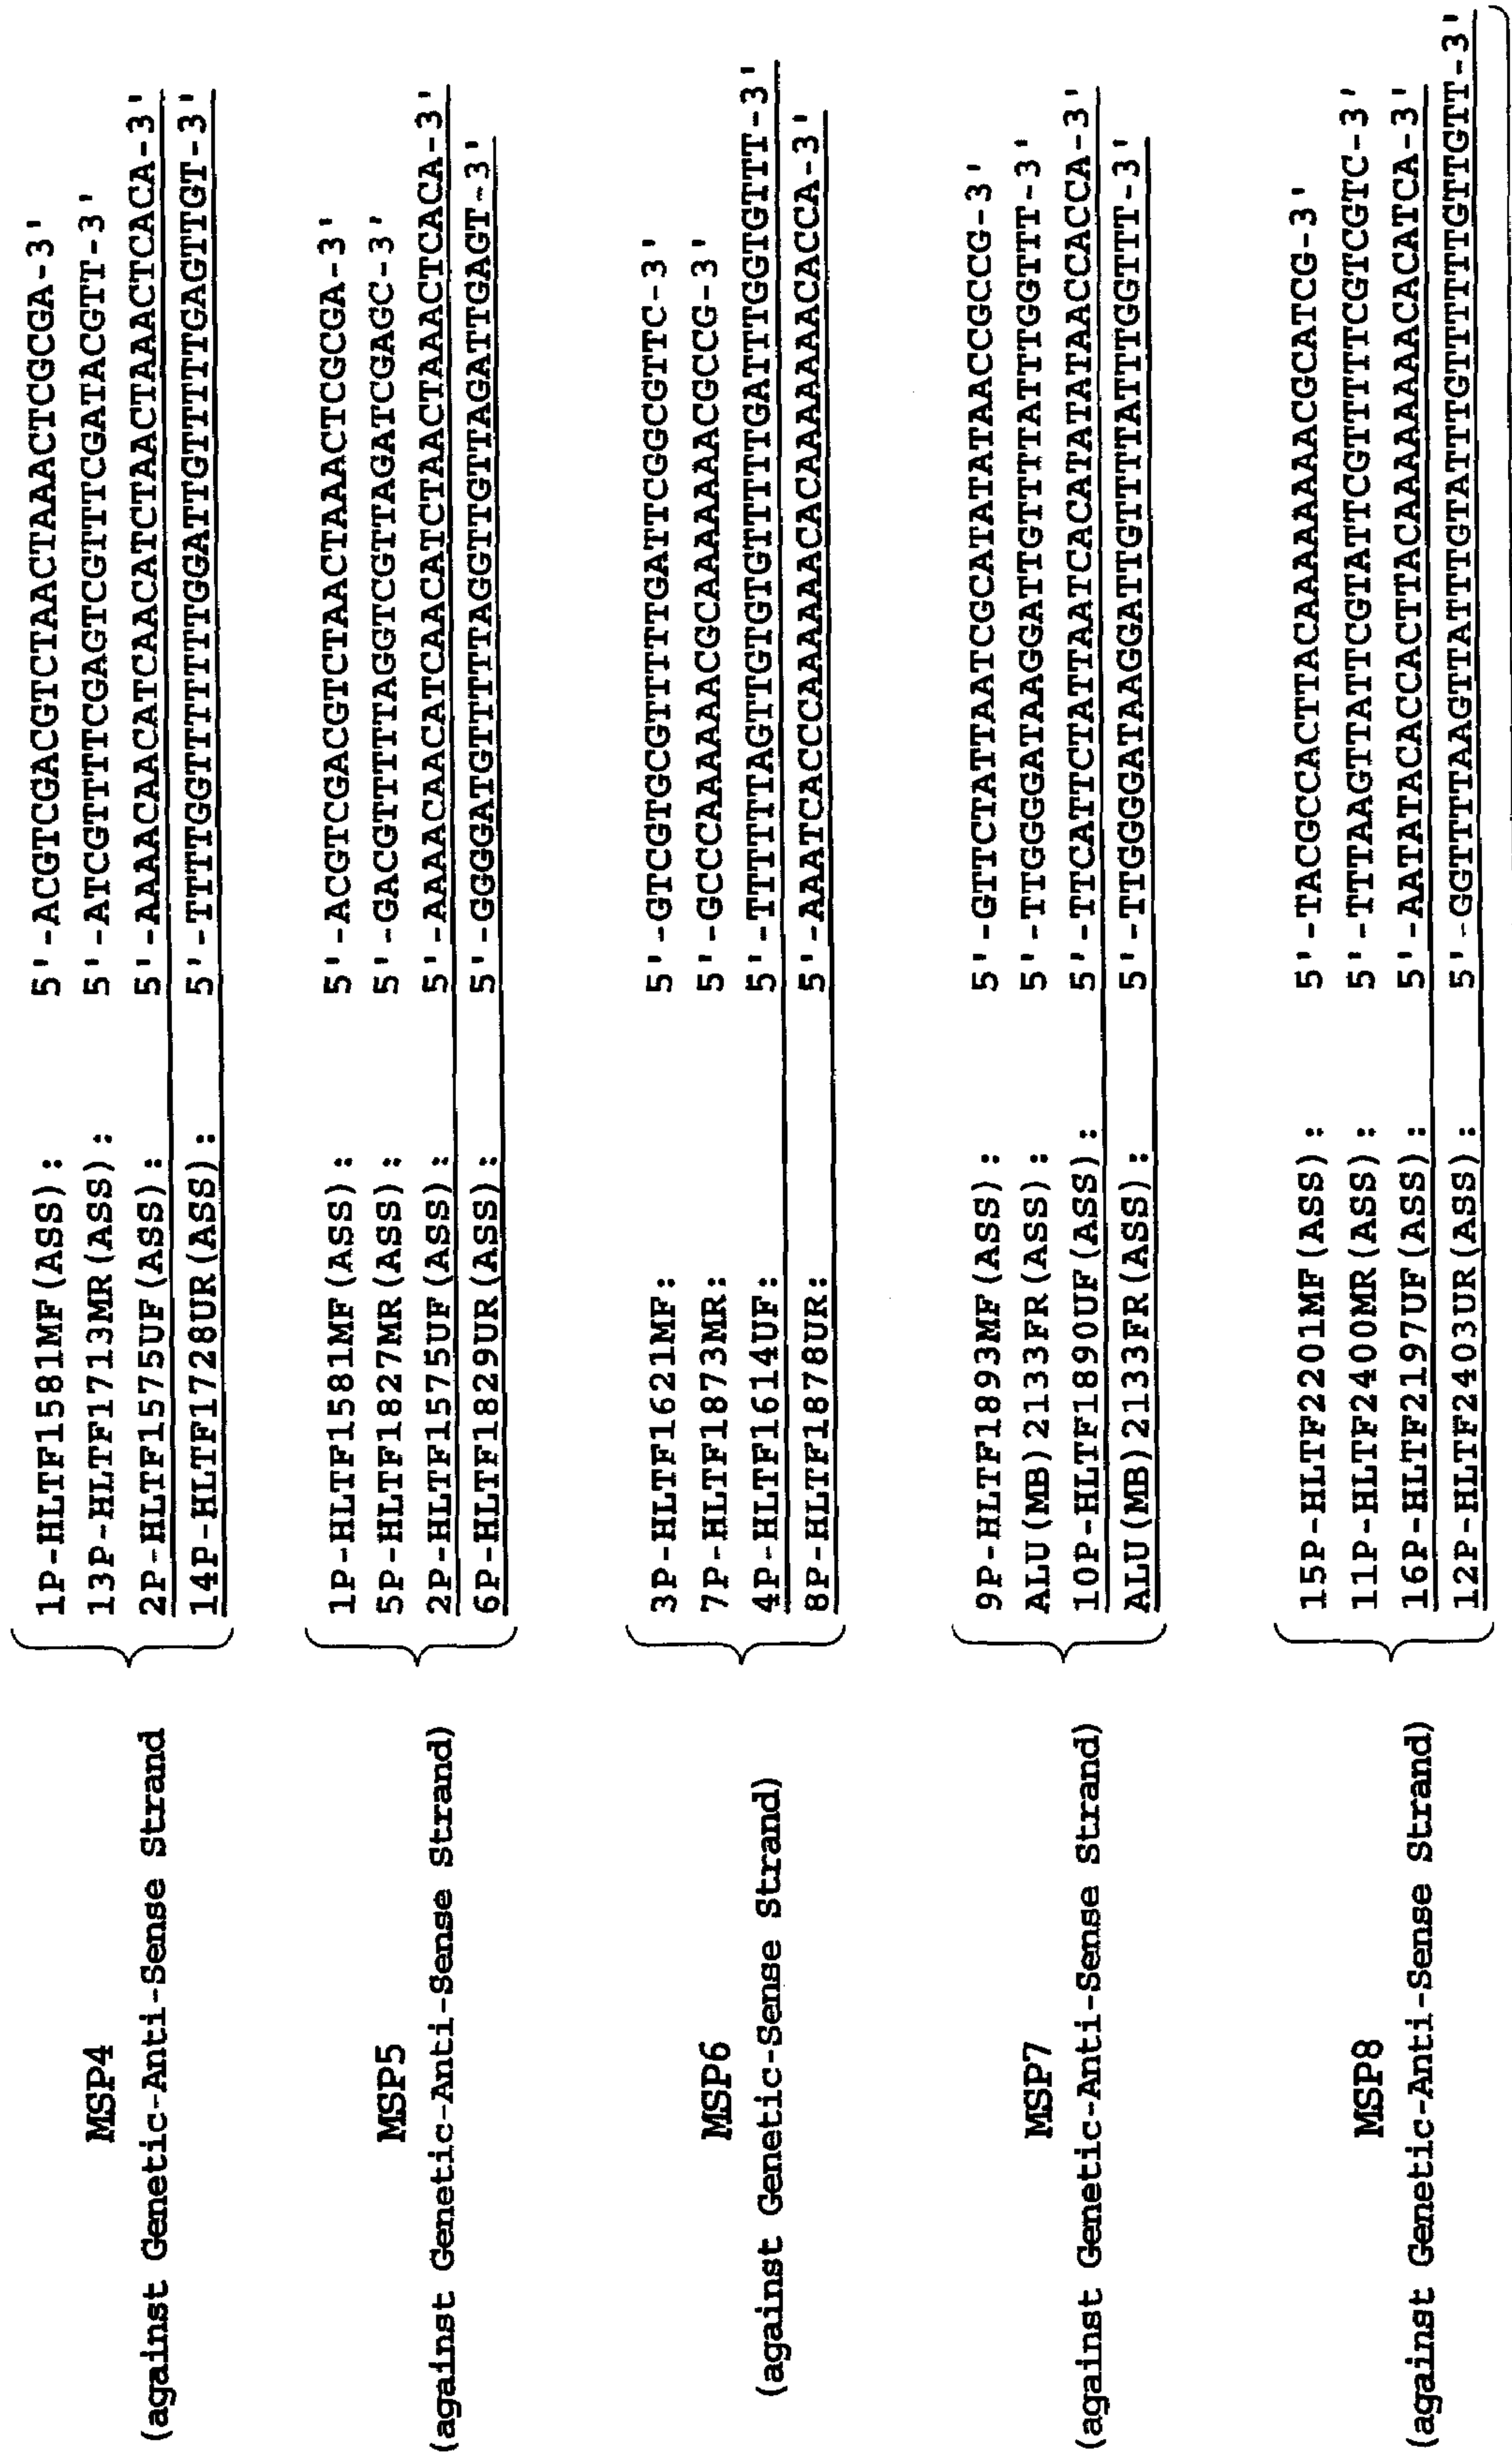 MSP4
(against Genetic-Anti-Sense Strand
1P-HLTF1581MF(ASS): 5'-ACGTCGACGTCTAACTAAACTCGCGA-3'
13P-HLTF1713MR(ASS): 5'-ATCGTTTTCGAGTCGTTTCGATACGTT-3'
2P-HLTF1575UF(ASS): 5'-AAAACAACATCAACATCTAACTAAACTCACA-3'
14P-HLTF1728UR(ASS): 5'-TTTTGGTTTTTTTTGGATTGTTTTTTGAGTTGT-3'
MSP5
(against Genetic-Anti-Sense Strand)
1P-HLTF1581MF(ASS): 5'-ACGTCGACGTCTAACTAAACTCGCGA-3'
5P-HLTF1827MR(ASS): 5'-GACGTTTTTAGGTCGTTAGATCGAGC-3'
2P-HLTF1575UF(ASS): 5'-AAAACAACATCAACATCTAACTAAACTCACA-3'
6P-HLTF1829UR(ASS): 5'-GGGGATGTTTTTAGGTTGTTAGATTGAGT-3'
MSP6
(against Genetic-Sense Strand)
3P-HLTF1621MF: 5'-GTCGTGCGTTTTTGATTCGGCGTTC-3'
7P-HLTF1873MR: 5'-GCCCAAAAACGCAAAAAACGCCCG-3'
4P-HLTF1614UF: 5'-TTTTTTTAGTTGTGTGTTTTTGATTTGGTGTTT-3'
8P-HLTF1878UR: 5'-AAATCACCCAAAAACACAAAAAACACCCA-3'
MSP7
(against Genetic-Anti-Sense Strand)
9P-HLTF1893MF(ASS): 5'-GTTCTATTAATCGCATATATAACCGCCG-3'
ALU(MB)2133FR(ASS): 5'-TTGGGGATAAGGATTGTTTTATTTGGTTT-3'
10P-HLTF1890UF(ASS): 5'-TTCATTCTATTAATCACATATATAACCACCA-3'
ALU(MB)2133FR(ASS): 5'-TTGGGGATAAGGATTGTTTTATTTGGTTT-3'
MSP8
(against Genetic-Anti-Sense Strand)
15P-HLTF2201MF(ASS): 5'-TACGCCACTTACAAAAAAACGCATCG-3'
11P-HLTF2400MR(ASS): 5'-TTTAAGTTATTCGTATTCGTTTTTCGTCGTC-3'
16P-HLTF2197UF(ASS): 5'-AATATACACCACTTACAAAAAAACACATCA-3'
12P-HLTF2403UR(ASS): 5'-GGTTTTTAAGTTATTTGTATTTGTTTTTTGTTGTT-3'